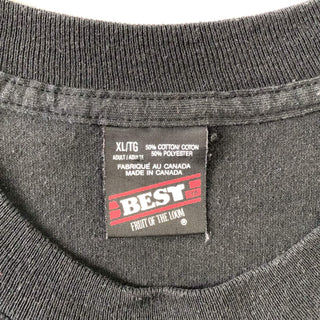 XL/TG
ADULT / ADULTE
50% COTTON/ COTON
50% POLYESTER
FABRIQUÉ AU CANADA
MADE IN CANADA
BEST
FRUIT OF THE LOOM ®